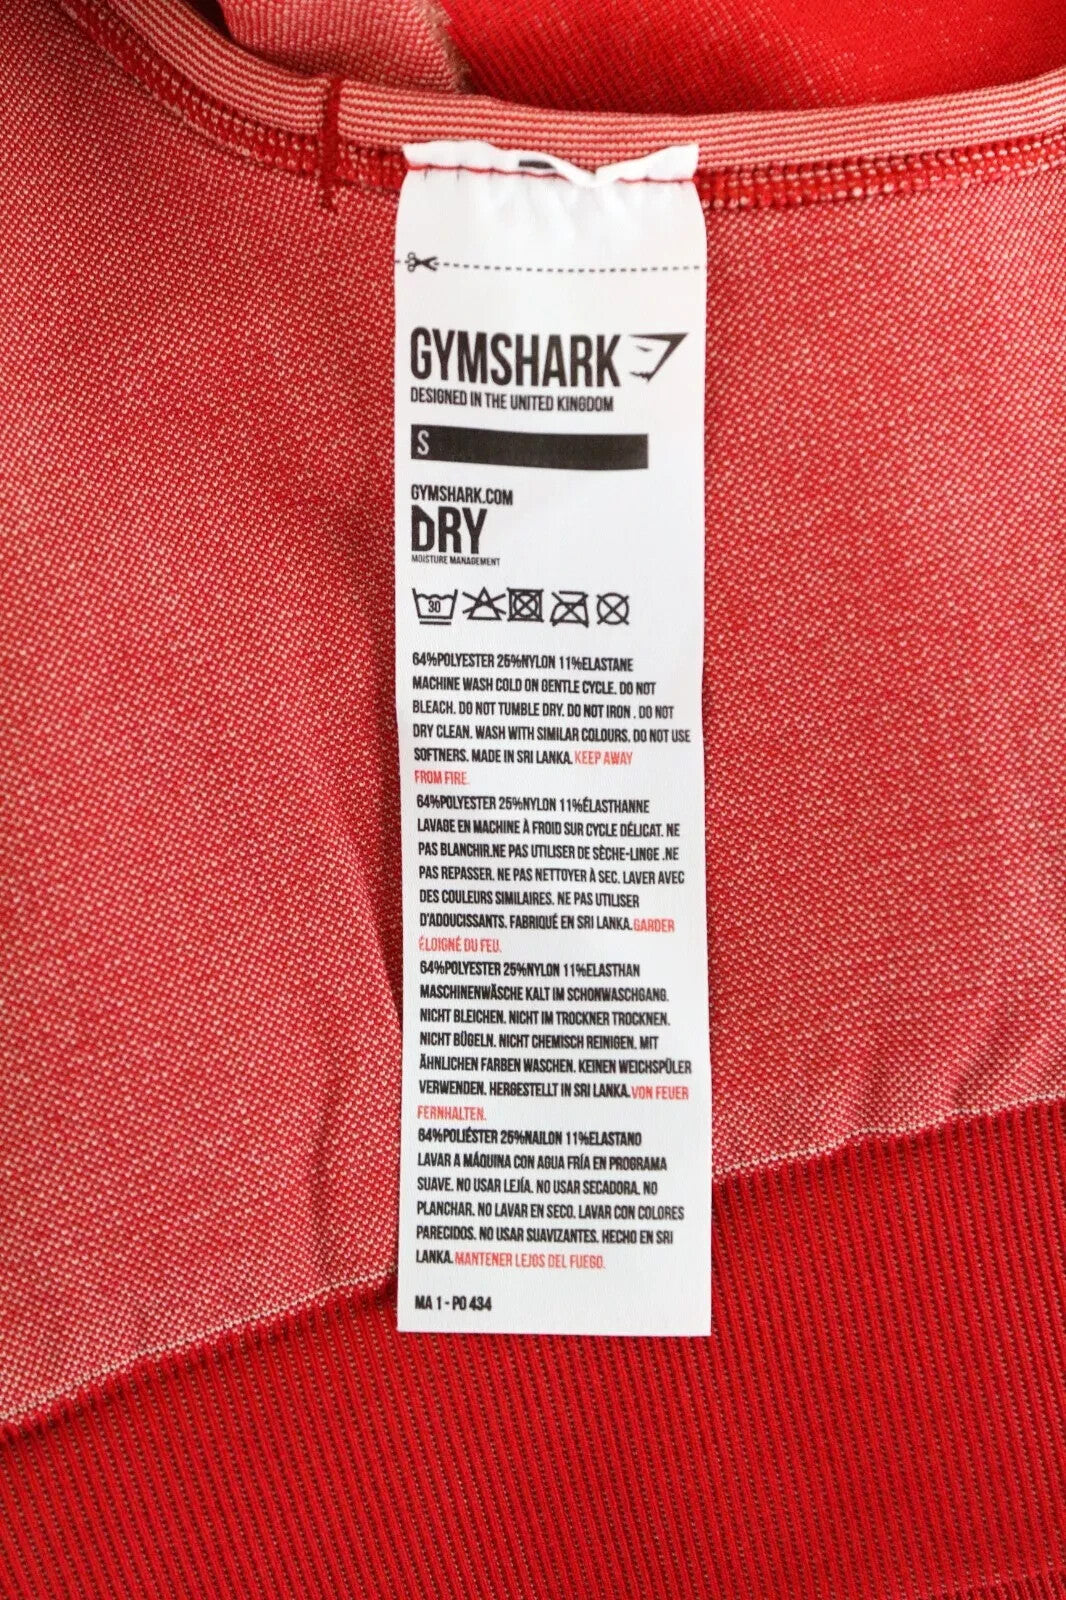 GYMSHARK
DESIGNED IN THE UNITED KINGDOM
S
GYMSHARK.COM
DRY
MOISTURE MANAGEMENT
30
64%POLYESTER 25%NYLON 11%ELASTANE
MACHINE WASH COLD ON GENTLE CYCLE. DO NOT
BLEACH. DO NOT TUMBLE DRY. DO NOT IRON . DO NOT
DRY CLEAN. WASH WITH SIMILAR COLOURS. DO NOT USE
SOFTNERS. MADE IN SRI LANKA. KEEP AWAY
FROM FIRE.
64%POLYESTER 25%NYLON 11%ÉLASTHANNE
LAVAGE EN MACHINE À FROID SUR CYCLE DÉLICAT. NE
PAS BLANCHIR.NE PAS UTILISER DE SÈCHE-LINGE .NE
PAS REPASSER. NE PAS NETTOYER À SEC. LAVER AVEC
DES COULEURS SIMILAIRES. NE PAS UTILISER
D'ADOUCISSANTS. FABRIQUÉ EN SRI LANKA. GARDER
ÉLOIGNÉ DU FEU.
64%POLYESTER 25%NYLON 11%ELASTHAN
MASCHINENWÄSCHE KALT IM SCHONWASCHGANG.
NICHT BLEICHEN. NICHT IM TROCKNER TROCKNEN.
NICHT BÜGELN. NICHT CHEMISCH REINIGEN. MIT
ÄHNLICHEN FARBEN WASCHEN. KEINEN WEICHSPÜLER
VERWENDEN. HERGESTELLT IN SRI LANKA. VON FEUER
FERNHALTEN.
64%POLIÉSTER 25%NAILON 11%ELASTANO
LAVAR A MÁQUINA CON AGUA FRÍA EN PROGRAMA
SUAVE. NO USAR LEJÍA. NO USAR SECADORA. NO
PLANCHAR. NO LAVAR EN SECO. LAVAR CON COLORES
PARECIDOS. NO USAR SUAVIZANTES. HECHO EN SRI
LANKA. MANTENER LEJOS DEL FUEGO.
MA 1 - PO 434